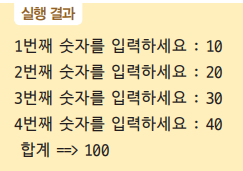 실행 결과
1번째 숫자를 입력하세요 : 10
2번째 숫자를 입력하세요 : 20
3번째 숫자를 입력하세요 : 30
4번째 숫자를 입력하세요 : 40
합계 ==> 100